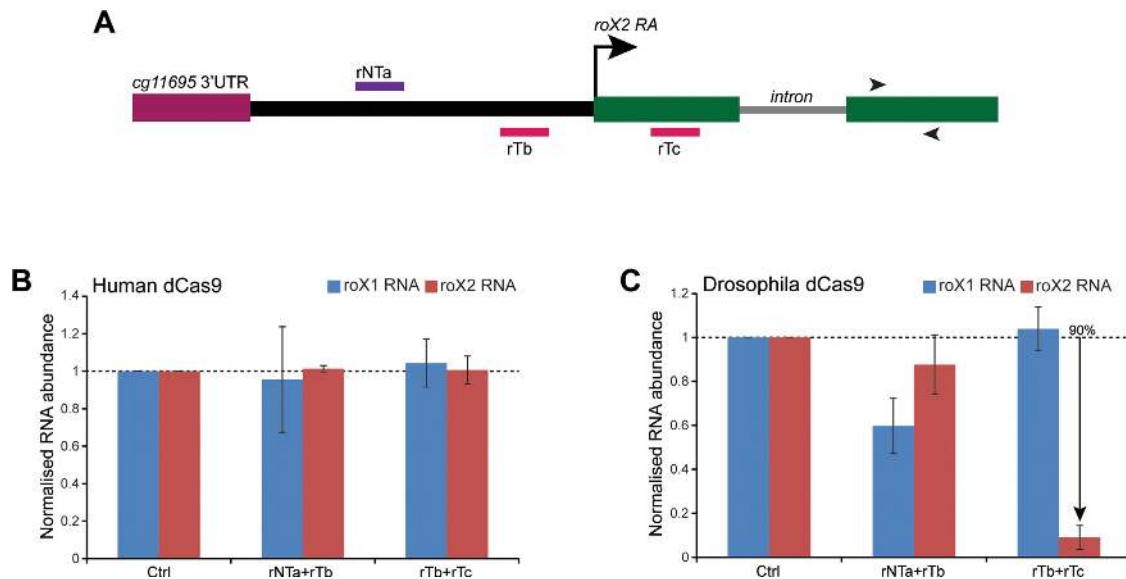 A
roX2 RA
cg11695 3'UTR
rNTa
intron
rTb
rTc
B
Human dCas9
roX1 RNA
roX2 RNA
Normalised RNA abundance
1.4
1.2
1
0.8
0.6
0.4
0.2
0
Ctrl
rNTa+rTb
rTb+rTc
C
Drosophila dCas9
roX1 RNA
roX2 RNA
Normalised RNA abundance
1.2
1
0.8
0.6
0.4
0.2
0
90%
Ctrl
rNTa+rTb
rTb+rTc